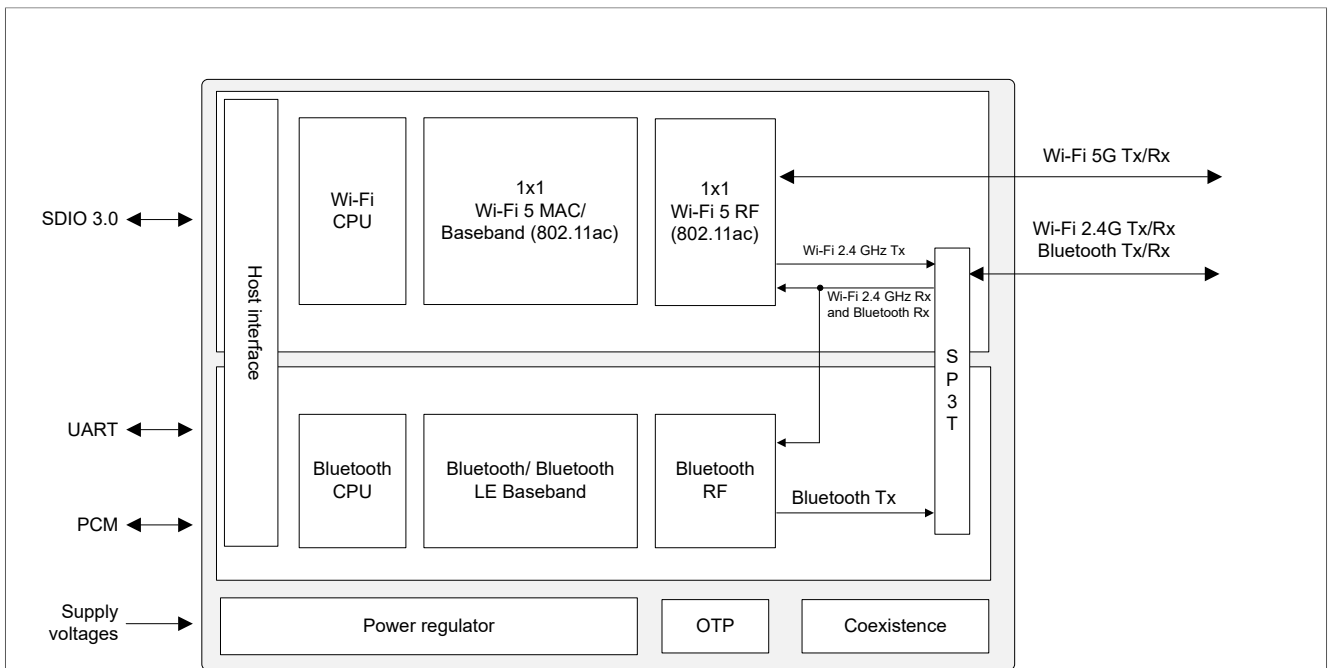 Wi-Fi 5G Tx/Rx
SDIO 3.0
Host interface
Wi-Fi
CPU
1x1
Wi-Fi 5 MAC/
Baseband (802.11ac)
1x1
Wi-Fi 5 RF
(802.11ac)
Wi-Fi 2.4G Tx/Rx
Bluetooth Tx/Rx
Wi-Fi 2.4 GHz Tx
Wi-Fi 2.4 GHz Rx
and Bluetooth Rx
S
P
3
T
UART
PCM
Bluetooth
CPU
Bluetooth/ Bluetooth
LE Baseband
Bluetooth
RF
Bluetooth Tx
Supply
voltages
Power regulator
OTP
Coexistence